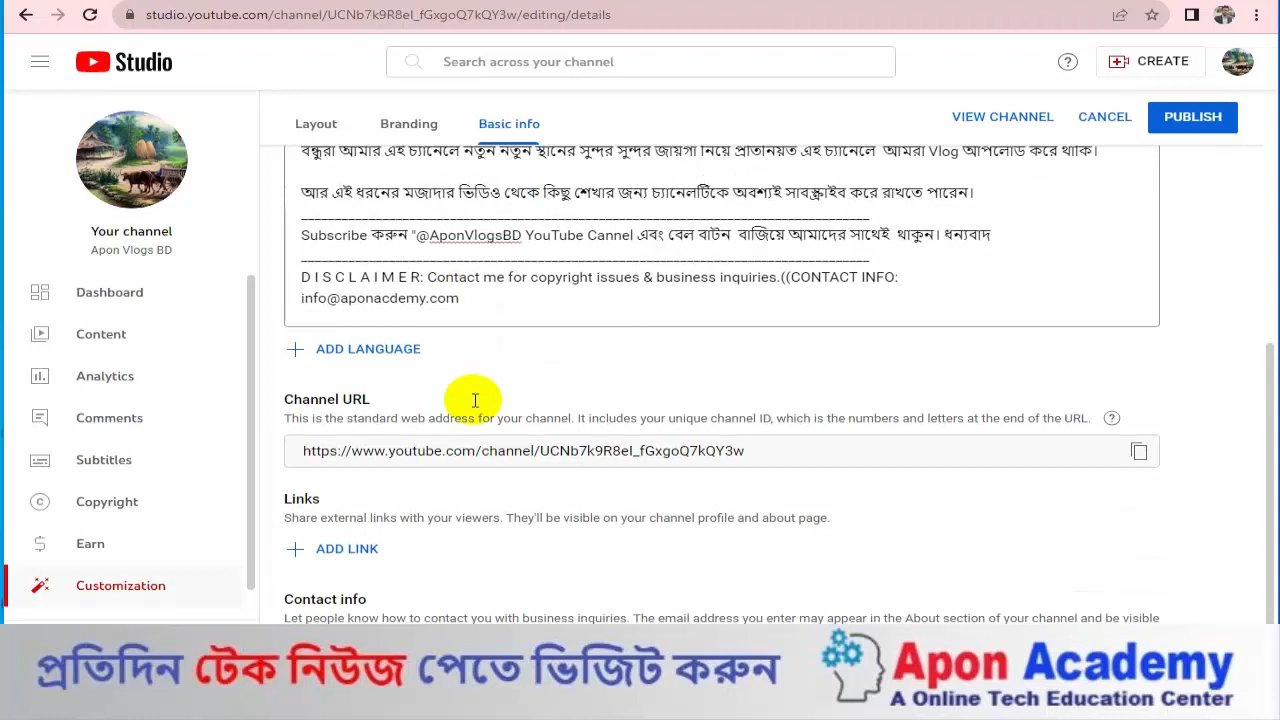 studio.youtube.com/channel/UCNb7k9R8el_fGxgoQ7kQY3w/editing/details
Studio
Search across your channel
CREATE
Your channel
Apon Vlogs BD
Dashboard
Content
Analytics
Comments
Subtitles
Copyright
Earn
Customization
Layout
Branding
Basic info
VIEW CHANNEL
CANCEL
PUBLISH
বন্ধুরা আমার এই চ্যানেলে নতুন নতুন স্থানের সুন্দর সুন্দর জায়গা নিয়ে প্রতিনিয়ত এই চ্যানেলে আমরা Vlog আপলোড করে থাকি।
আর এই ধরনের মজাদার ভিডিও থেকে কিছু শেখার জন্য চ্যানেলটিকে অবশ্যই সাবস্ক্রাইব করে রাখতে পারেন।
Subscribe করুন "@AponVlogsBD YouTube Cannel এবং বেল বাটন বাজিয়ে আমাদের সাথেই থাকুন। ধন্যবাদ
D I S C L A I M E R: Contact me for copyright issues & business inquiries.((CONTACT INFO:
info@aponacdemy.com
ADD LANGUAGE
Channel URL
This is the standard web address for your channel. It includes your unique channel ID, which is the numbers and letters at the end of the URL.
https://www.youtube.com/channel/UCNb7k9R8el_fGxgoQ7kQY3w
Links
Share external links with your viewers. They'll be visible on your channel profile and about page.
ADD LINK
Contact info
Let people know how to contact you with business inquiries. The email address you enter may appear in the About section of your channel and be visible
প্রতিদিন টেক নিউজ পেতে ভিজিট করুন
Apon Academy
A Online Tech Education Center